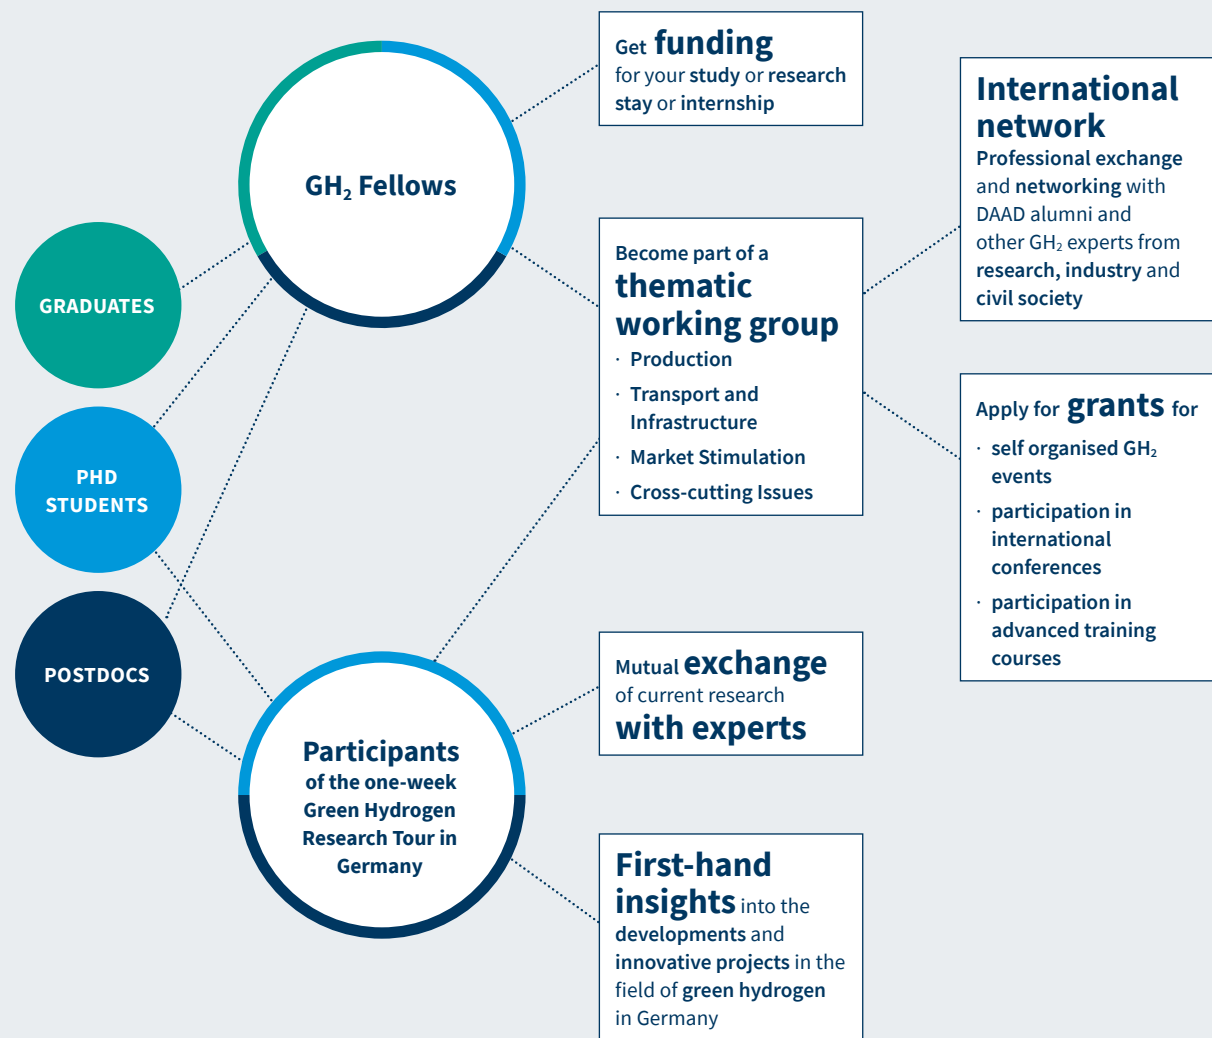 GRADUATES
PHD
STUDENTS
POSTDOCS
GH₂ Fellows
Participants
of the one-week
Green Hydrogen
Research Tour in
Germany
Get funding
for your study or research
stay or internship
Become part of a
thematic
working group
· Production
· Transport and
Infrastructure
· Market Stimulation
· Cross-cutting Issues
Mutual exchange
of current research
with experts
First-hand
insights into the
developments and
innovative projects in the
field of green hydrogen
in Germany
International
network
Professional exchange
and networking with
DAAD alumni and
other GH₂ experts from
research, industry and
civil society
Apply for grants for
· self organised GH₂
events
· participation in
international
conferences
· participation in
advanced training
courses